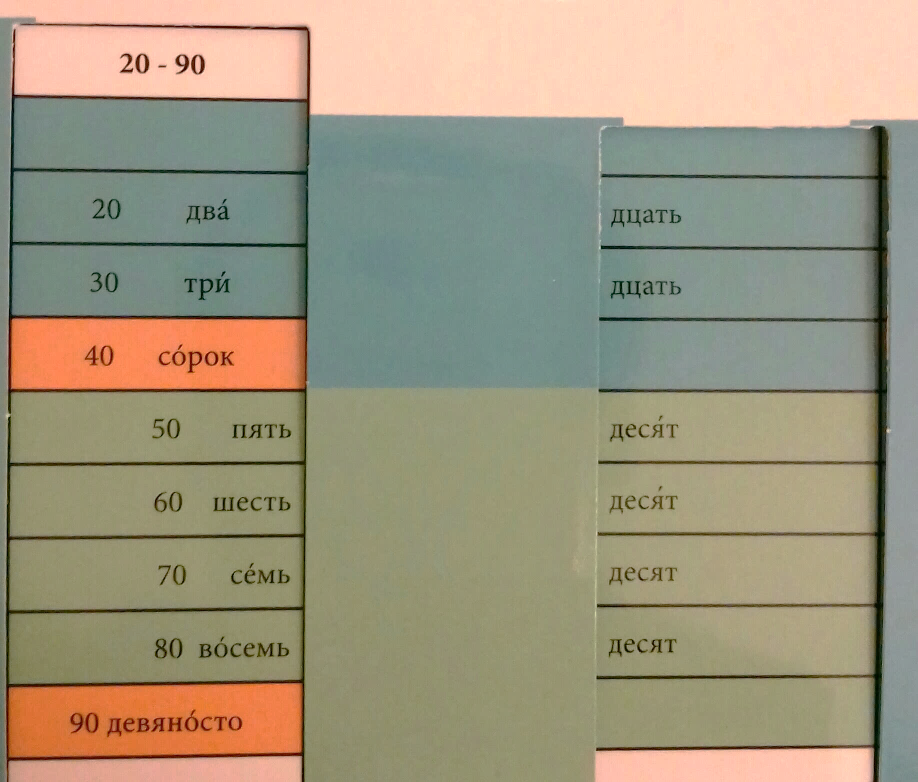 20 - 90
20 два́ дцать
30 три́ дцать
40 со́рок
50 пять деся́т
60 шесть деся́т
70 се́мь десят
80 во́семь десят
90 девяно́сто